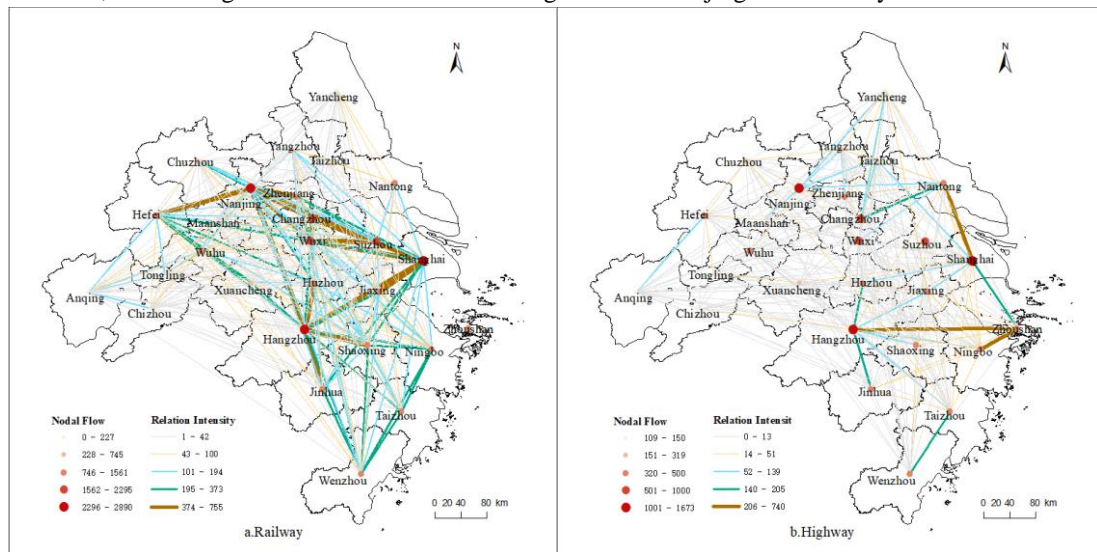 N
Yancheng
Yangzhou
Taizhou
Chuzhou
Nantong
Zhenjiang
Nanjing
Hefei
Changzhou
Maanshan
Wuxi
Suzhou
Wuhu
Shanghai
Tongling
Huzhou
Jiaxing
Anqing
Xuancheng
Chizhou
Zhoushan
Hangzhou
Shaoxing
Ningbo
Jinhua
Taizhou
Wenzhou
Nodal Flow
0 - 227
228 - 745
746 - 1561
1562 - 2295
2296 - 2890
Relation Intensity
1 - 42
43 - 100
101 - 194
195 - 373
374 - 755
0 20 40 80 km
a.Railway
N
Yancheng
Yangzhou
Taizhou
Chuzhou
Nantong
Zhenjiang
Nanjing
Hefei
Changzhou
Maanshan
Wuxi
Suzhou
Wuhu
Shanghai
Tongling
Huzhou
Jiaxing
Anqing
Xuancheng
Chizhou
Zhoushan
Hangzhou
Shaoxing
Ningbo
Jinhua
Taizhou
Wenzhou
Nodal Flow
109 - 150
151 - 319
320 - 500
501 - 1000
1001 - 1673
Relation Intensit
0 - 13
14 - 51
52 - 139
140 - 205
206 - 740
0 20 40 80 km
b.Highway